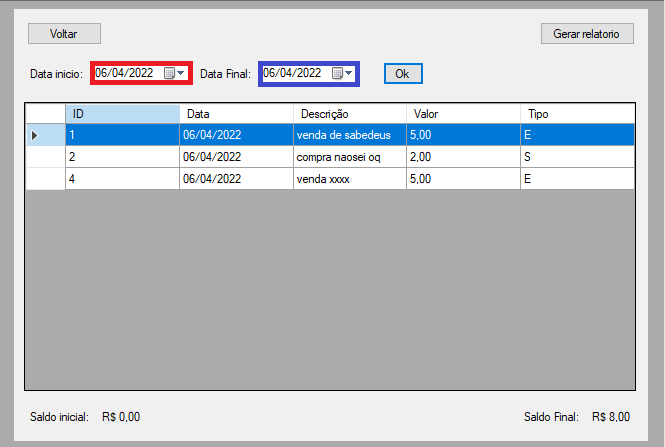 Voltar Gerar relatorio
Data inicio: 06/04/2022 Data Final: 06/04/2022 Ok
ID Data Descrição Valor Tipo
1 06/04/2022 venda de sabedeus 5,00 E
2 06/04/2022 compra naosei oq 2,00 S
4 06/04/2022 venda xxxx 5,00 E
Saldo inicial: R$ 0,00 Saldo Final: R$ 8,00